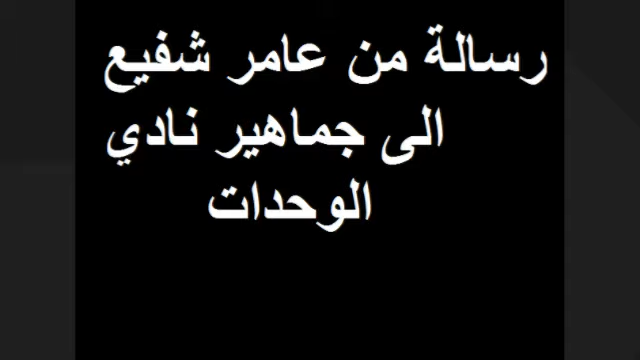 رسالة من عامر شفيع
الى جماهير نادي
الوحدات